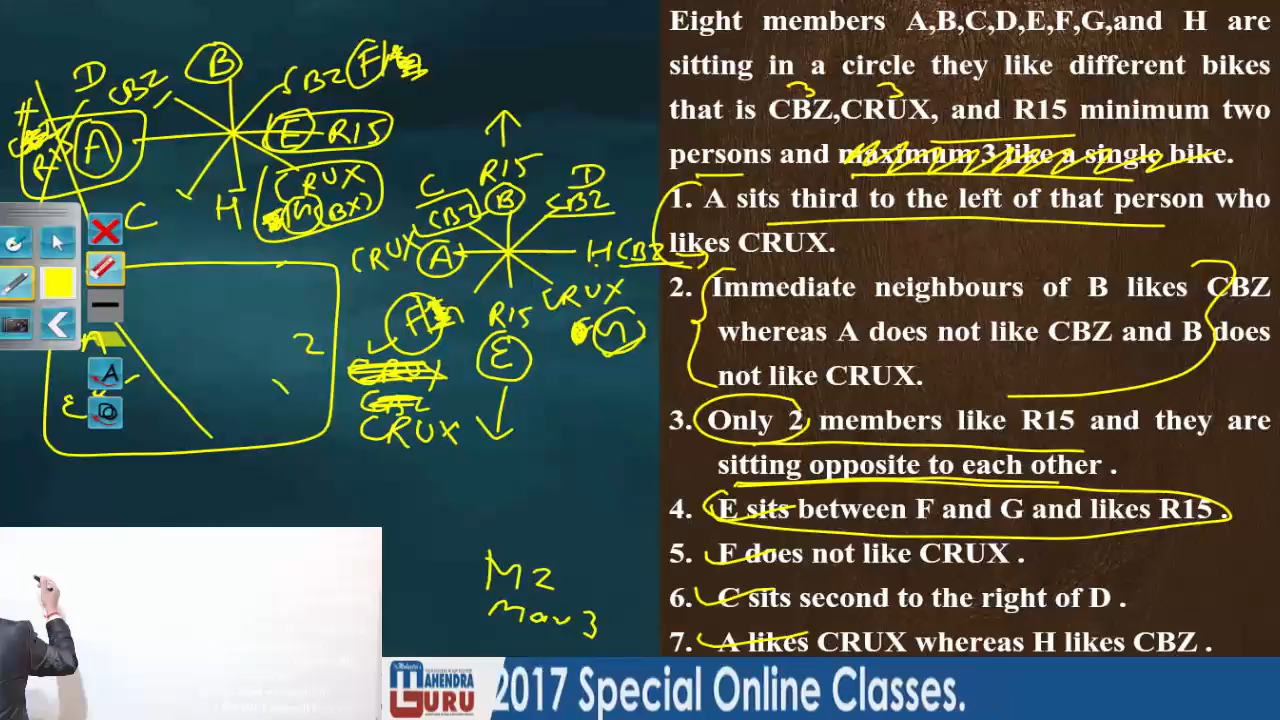 Eight members A,B,C,D,E,F,G,and H are
sitting in a circle they like different bikes
that is CBZ,CRUX, and R15 minimum two
persons and maximum 3 like a single bike.
1. A sits third to the left of that person who
likes CRUX.
2. Immediate neighbours of B likes CBZ
whereas A does not like CBZ and B does
not like CRUX.
3. Only 2 members like R15 and they are
sitting opposite to each other .
4. E sits between F and G and likes R15 .
5. F does not like CRUX .
6. C sits second to the right of D .
7. A likes CRUX whereas H likes CBZ .
D
CBZ
B
CBZ F
A
E R15
CRUX
H
C
R15
B
C
CBZ
D
CBZ
CRUX A
H CBZ
CRUX
G
R15
E
CRUX
CRUX
2
E
M2
Max 3
MAHENDRA
GURU
2017 Special Online Classes.